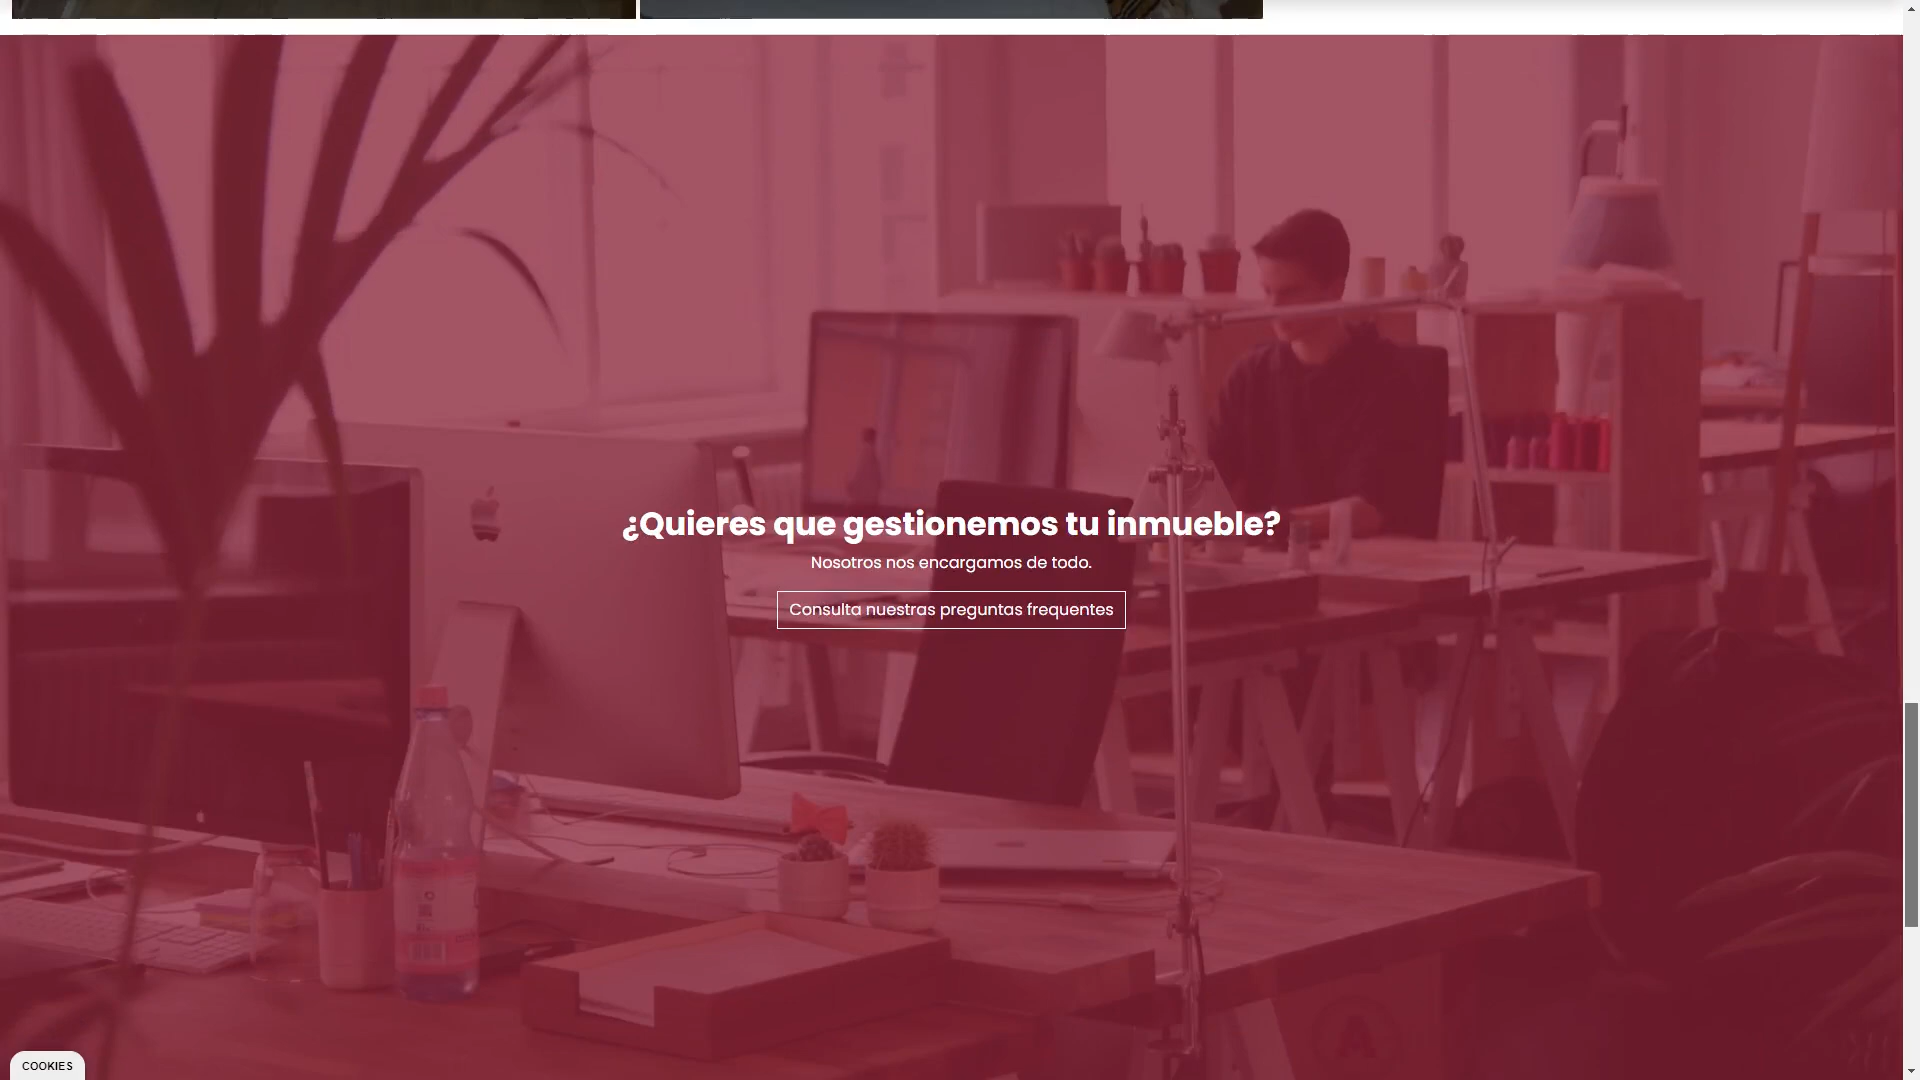 ¿Quieres que gestionemos tu inmueble?
Nosotros nos encargamos de todo.
Consulta nuestras preguntas frequentes
COOKIES